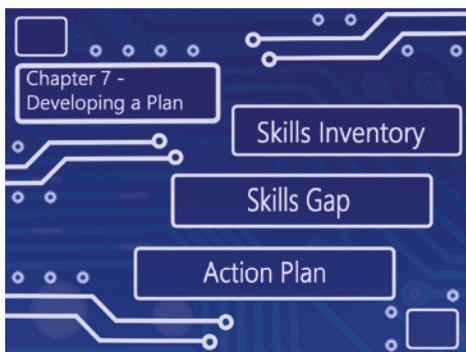 Chapter 7 -
Developing a Plan
Skills Inventory
Skills Gap
Action Plan